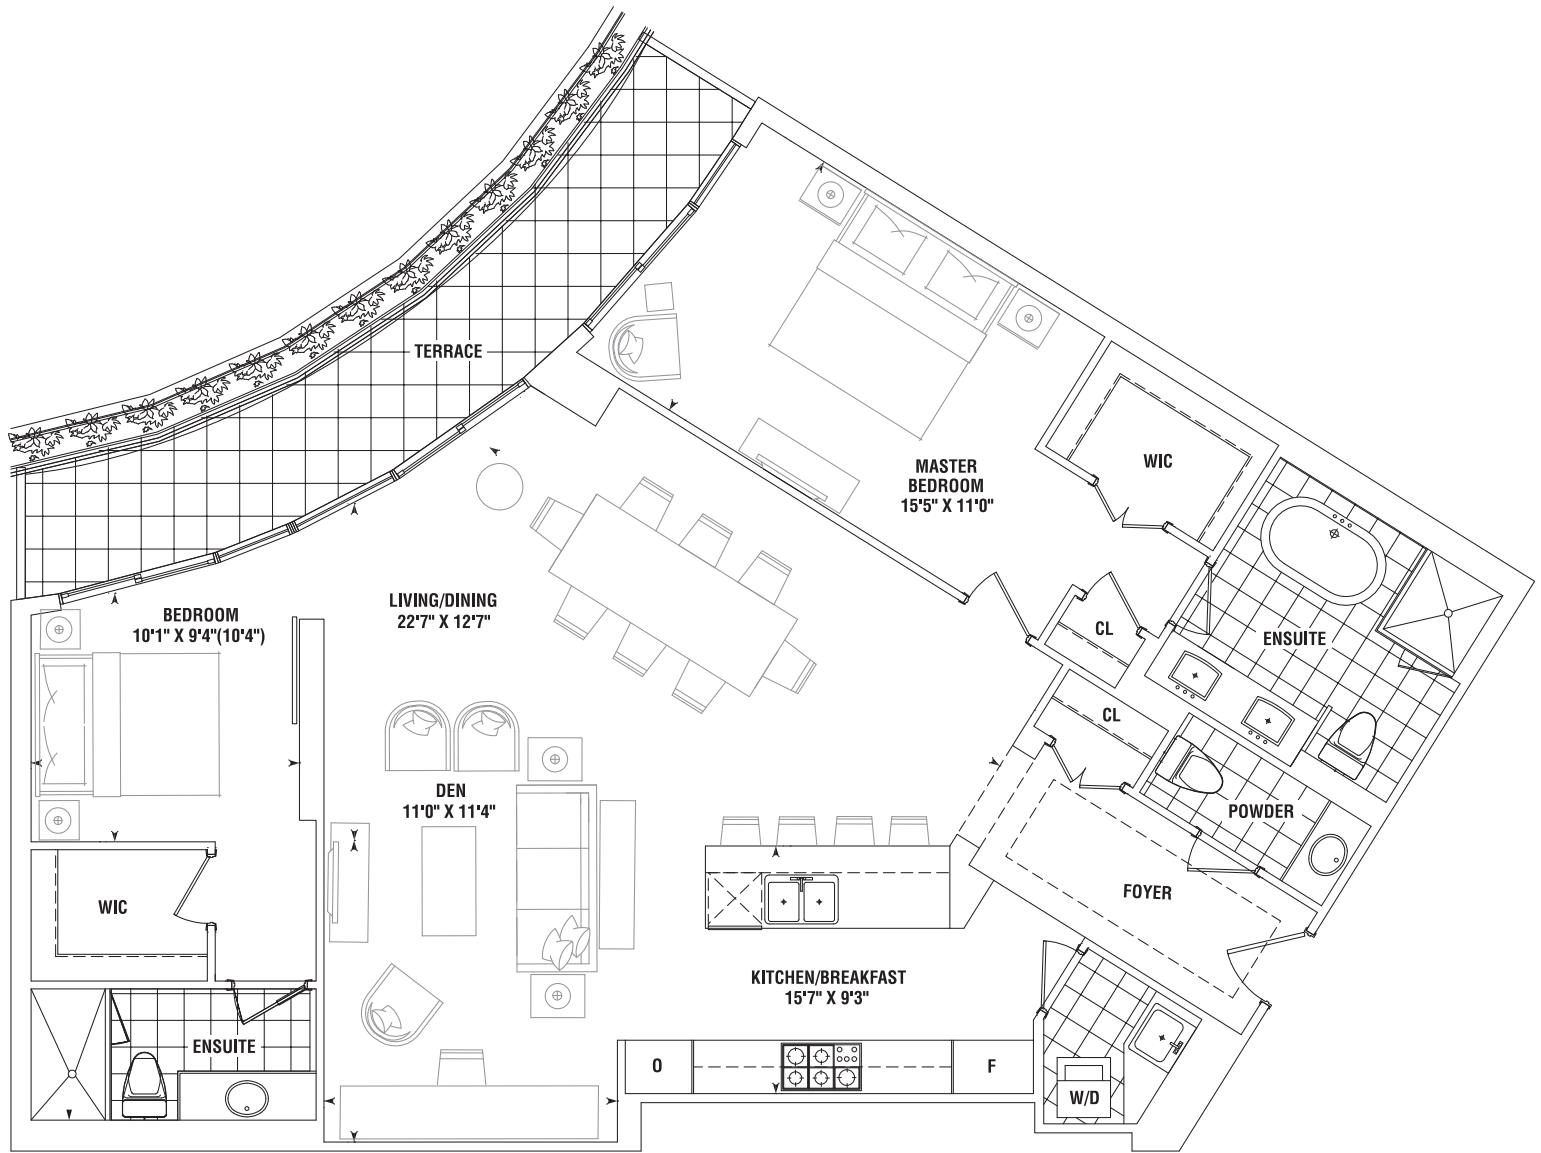 TERRACE
MASTER
BEDROOM
15'5" X 11'0"
WIC
BEDROOM
10'1" X 9'4"(10'4")
LIVING/DINING
22'7" X 12'7"
CL
ENSUITE
CL
DEN
11'0" X 11'4"
POWDER
FOYER
WIC
KITCHEN/BREAKFAST
15'7" X 9'3"
ENSUITE
O
F
W/D